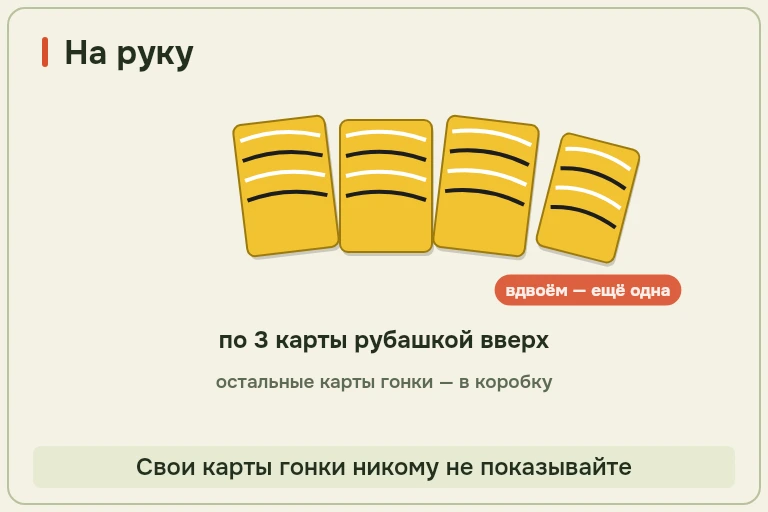 На руку
вдвоём — ещё одна
по 3 карты рубашкой вверх
остальные карты гонки — в коробку
Свои карты гонки никому не показывайте